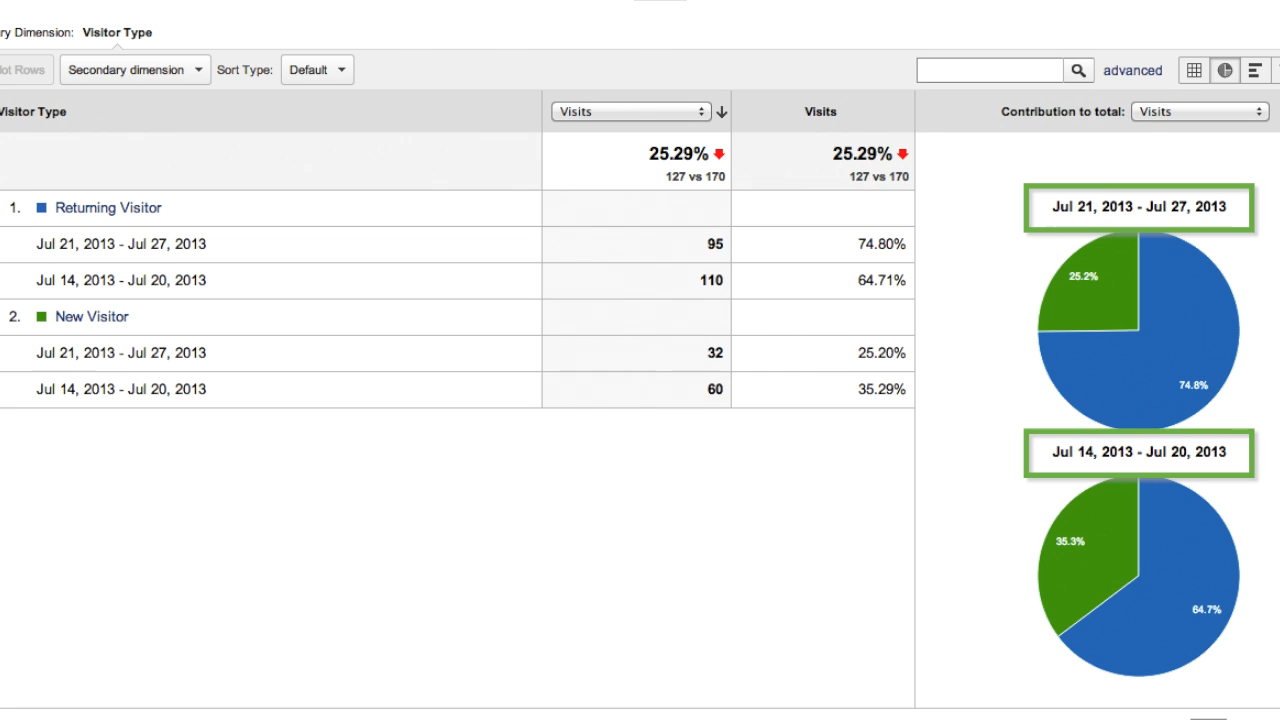 ry Dimension: Visitor Type
lot Rows Secondary dimension Sort Type: Default advanced
Visitor Type Visits Visits Contribution to total: Visits
25.29% 25.29%
127 vs 170 127 vs 170
1. Returning Visitor
Jul 21, 2013 - Jul 27, 2013 95 74.80%
Jul 14, 2013 - Jul 20, 2013 110 64.71%
2. New Visitor
Jul 21, 2013 - Jul 27, 2013 32 25.20%
Jul 14, 2013 - Jul 20, 2013 60 35.29%
Jul 21, 2013 - Jul 27, 2013
25.2%
74.8%
Jul 14, 2013 - Jul 20, 2013
35.3%
64.7%